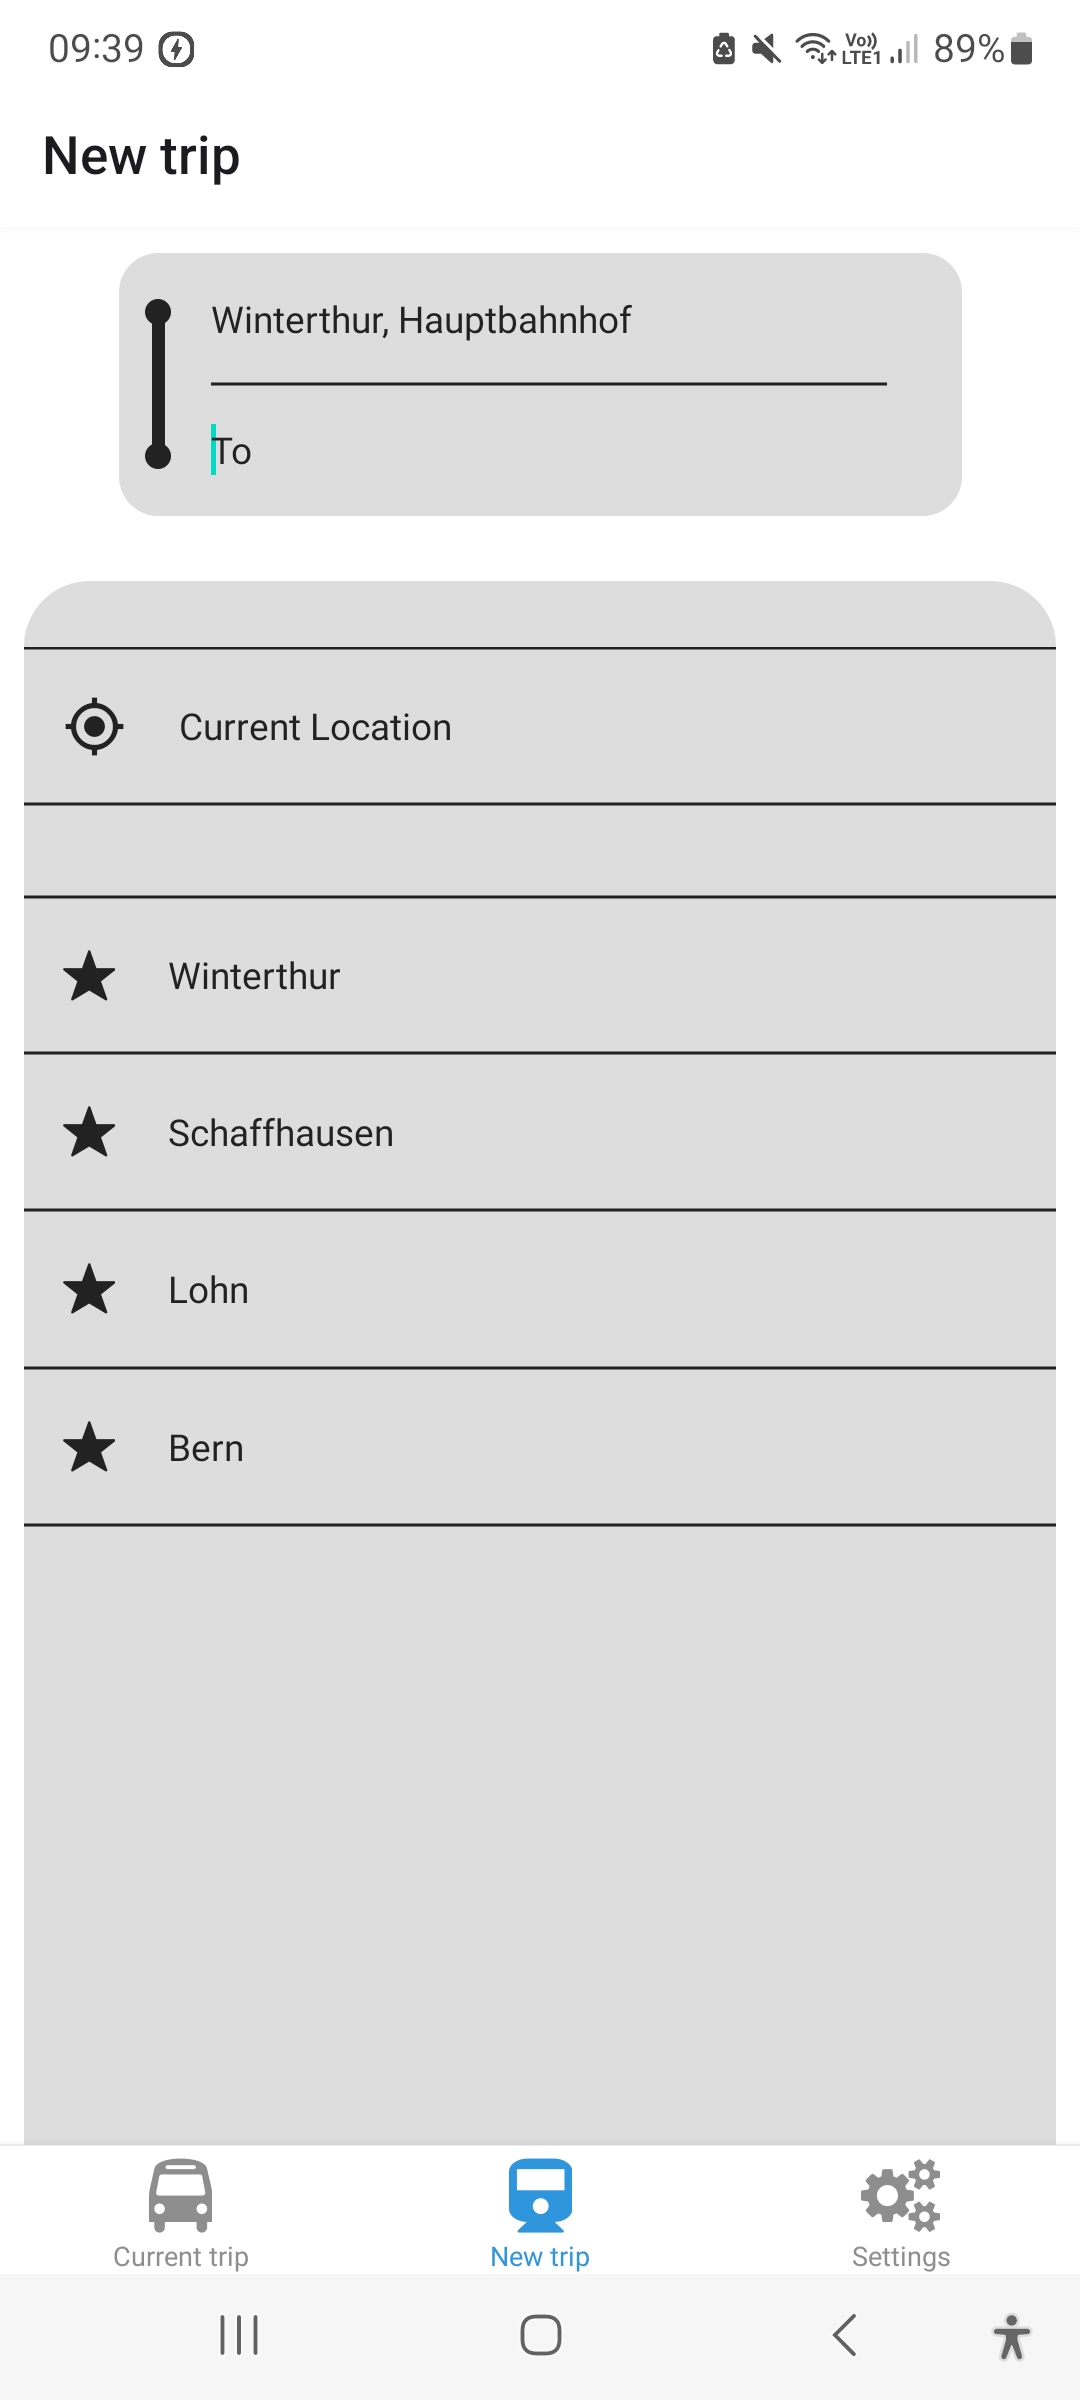 09:39
Vo)) LTE1 89%
New trip
Winterthur, Hauptbahnhof
To
Current Location
Winterthur
Schaffhausen
Lohn
Bern
Current trip
New trip
Settings